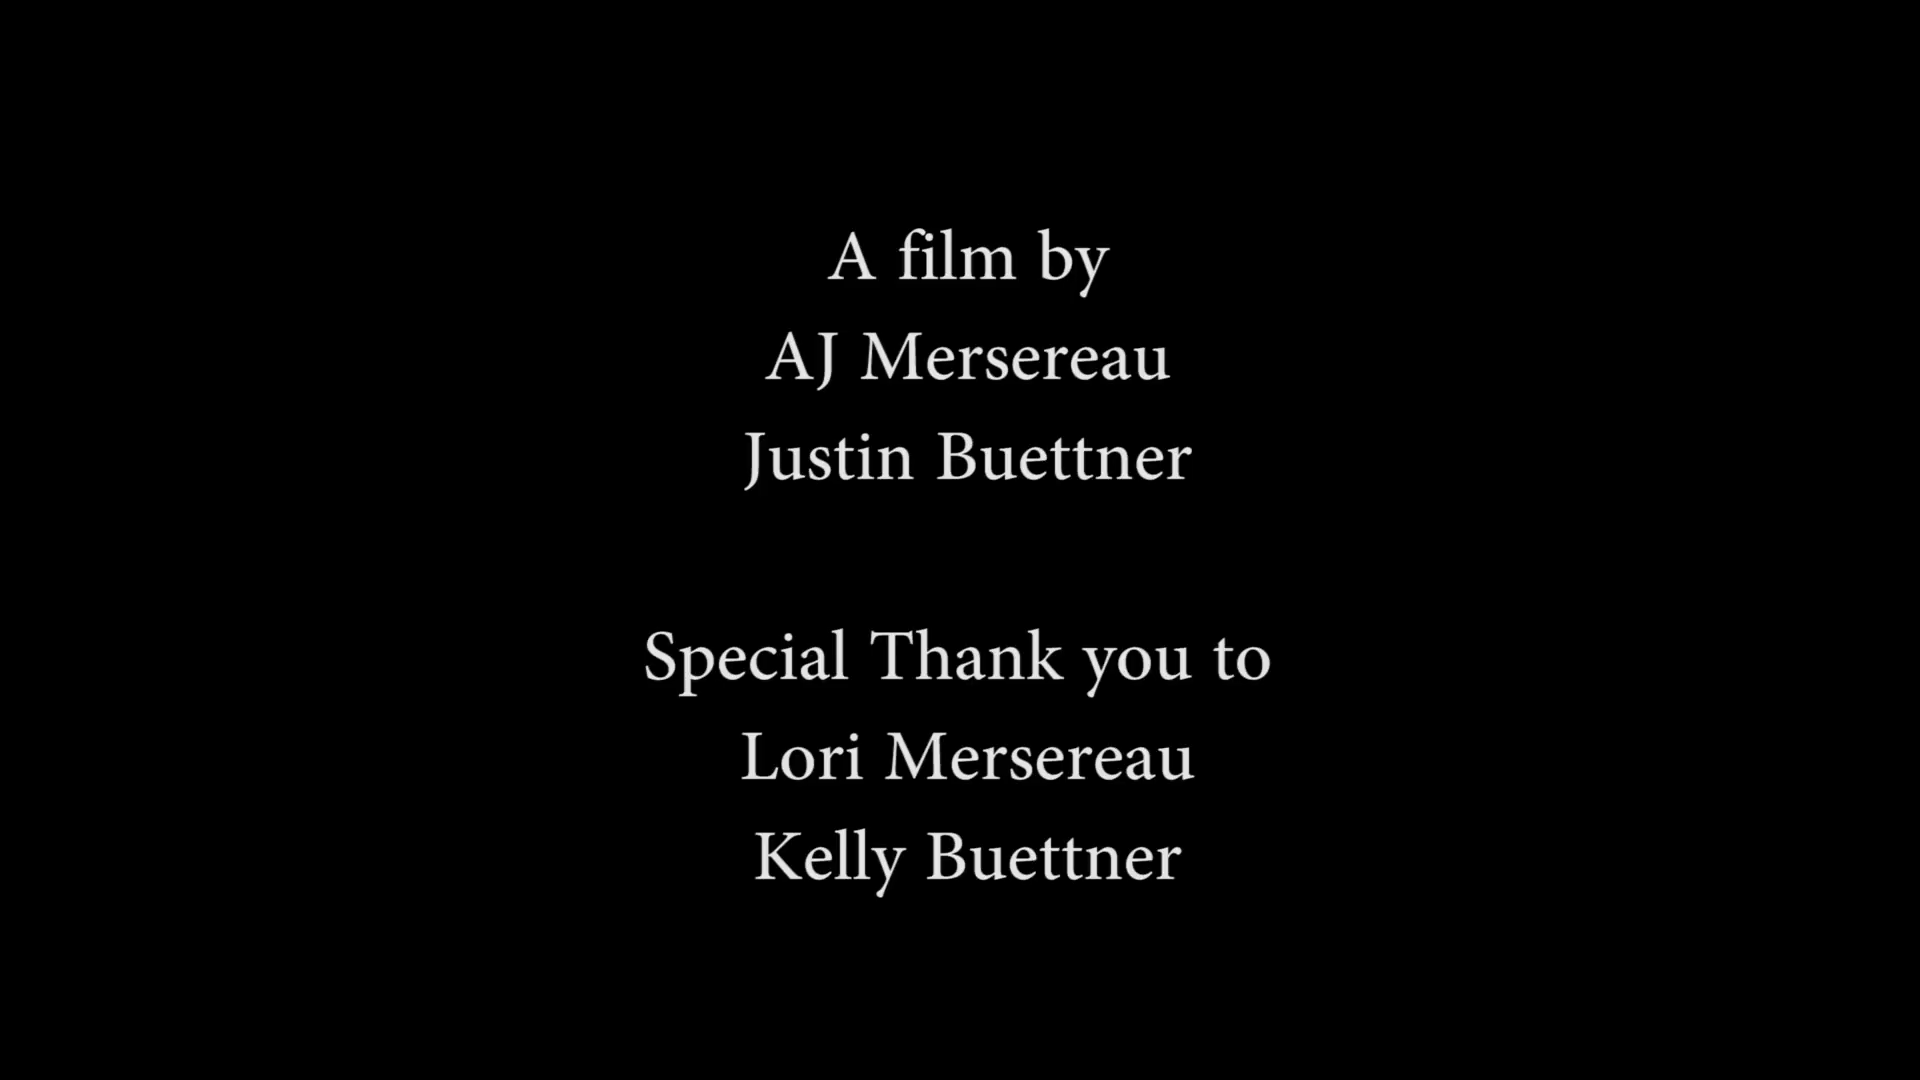 A film by
AJ Mersereau
Justin Buettner
Special Thank you to
Lori Mersereau
Kelly Buettner